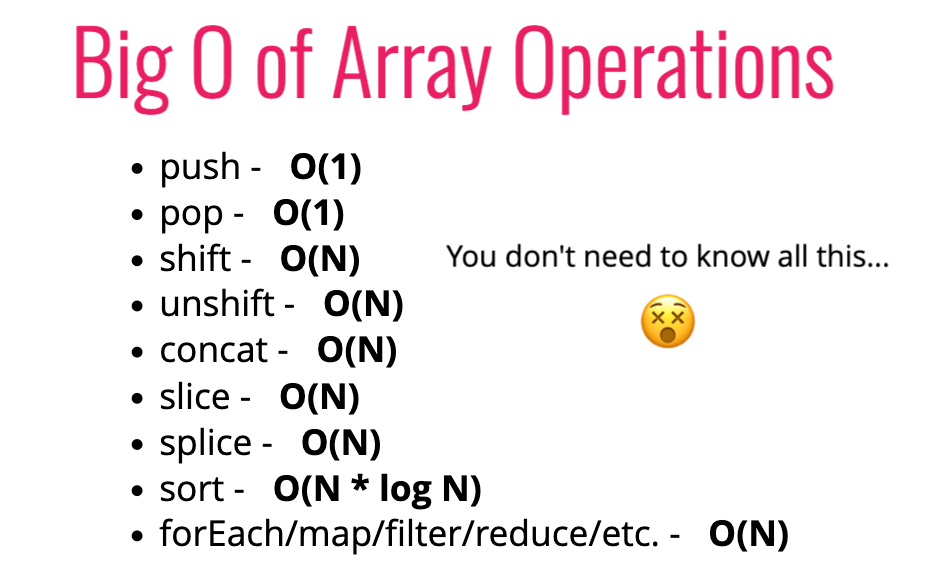 Big O of Array Operations
• push - O(1)
• pop - O(1)
• shift - O(N)
• unshift - O(N)
• concat - O(N)
• slice - O(N)
• splice - O(N)
• sort - O(N * log N)
• forEach/map/filter/reduce/etc. - O(N)
You don't need to know all this...